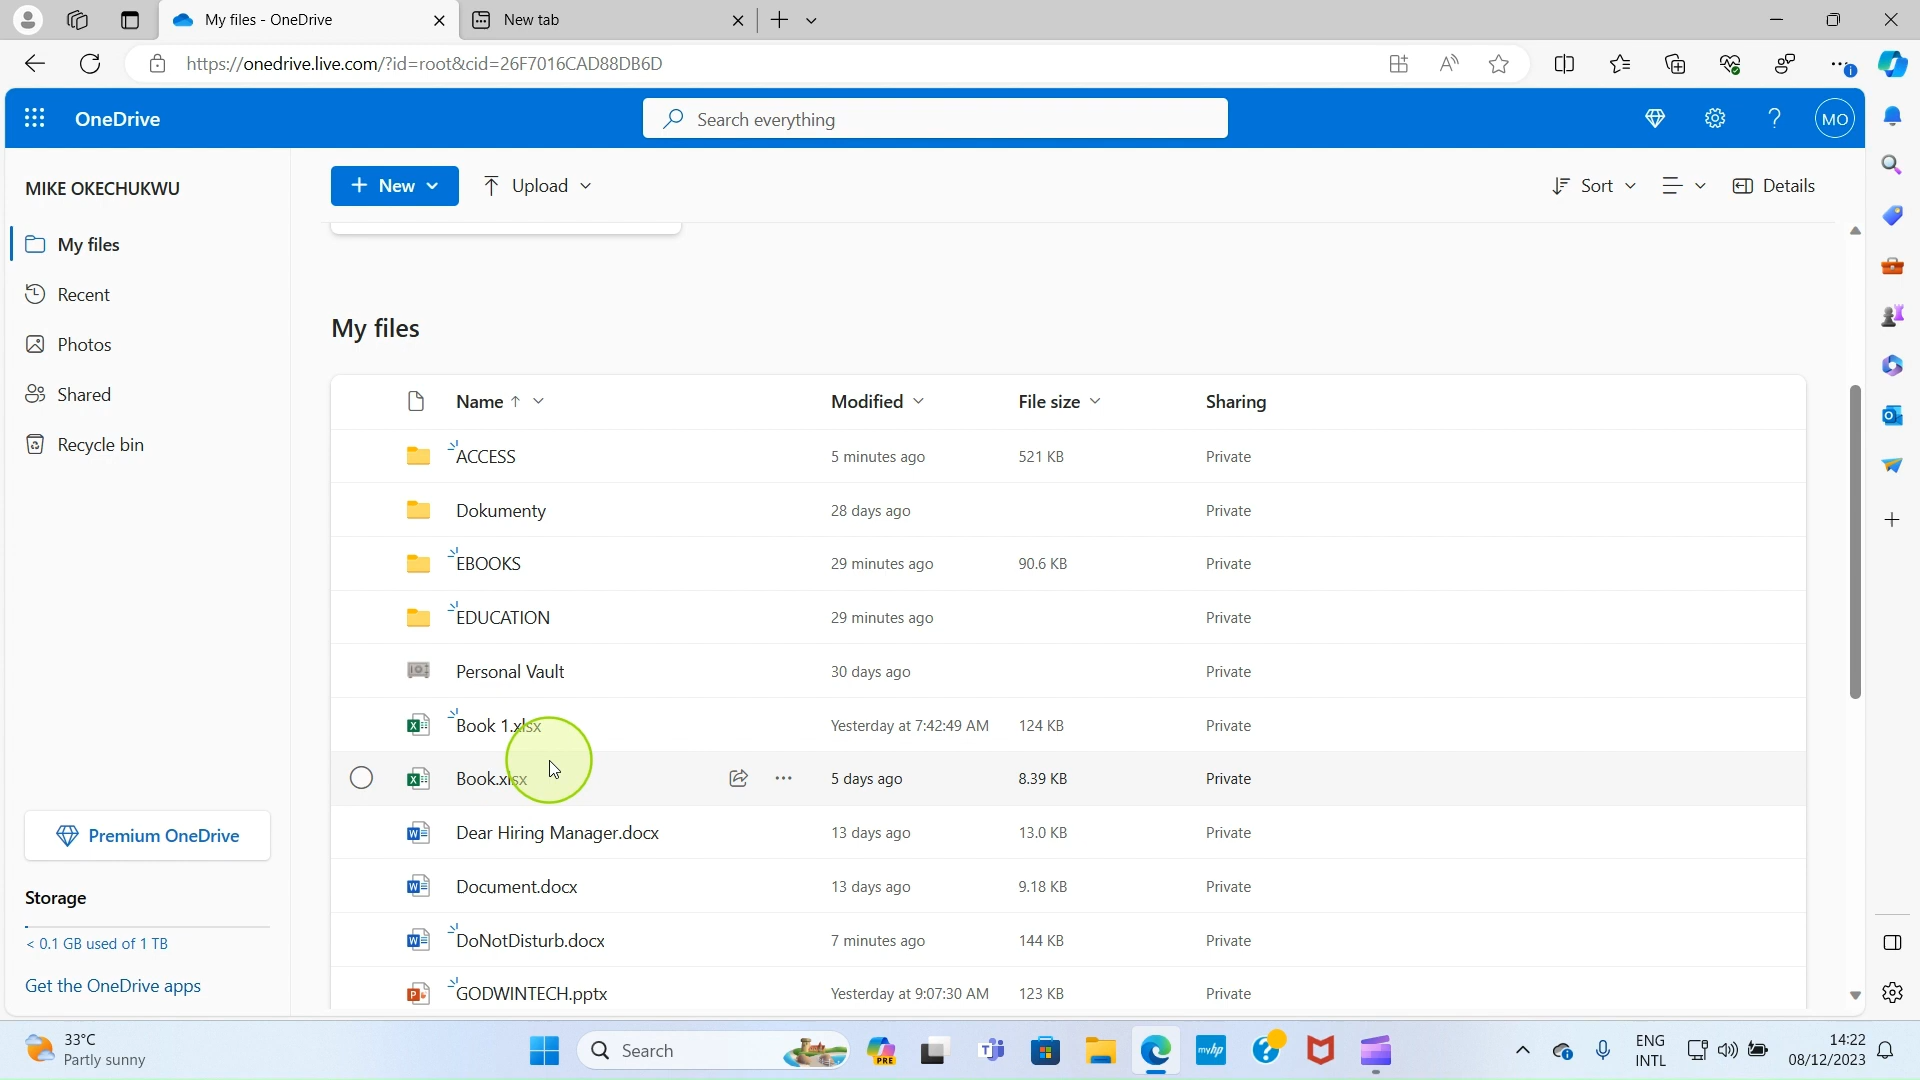 My files - OneDrive
New tab
https://onedrive.live.com/?id=root&cid=26F7016CAD88DB6D
OneDrive
Search everything
MO
MIKE OKECHUKWU
New
Upload
Sort
Details
My files
Recent
Photos
Shared
Recycle bin
My files
Name
Modified
File size
Sharing
ACCESS
5 minutes ago
521 KB
Private
Dokumenty
28 days ago
Private
EBOOKS
29 minutes ago
90.6 KB
Private
EDUCATION
29 minutes ago
Private
Personal Vault
30 days ago
Private
Book 1.xlsx
Yesterday at 7:42:49 AM
124 KB
Private
Book.xlsx
5 days ago
8.39 KB
Private
Dear Hiring Manager.docx
13 days ago
13.0 KB
Private
Document.docx
13 days ago
9.18 KB
Private
DoNotDisturb.docx
7 minutes ago
144 KB
Private
GODWINTECH.pptx
Yesterday at 9:07:30 AM
123 KB
Private
Premium OneDrive
Storage
< 0.1 GB used of 1 TB
Get the OneDrive apps
33°C
Partly sunny
Search
PRE
myhp
ENG
INTL
14:22
08/12/2023